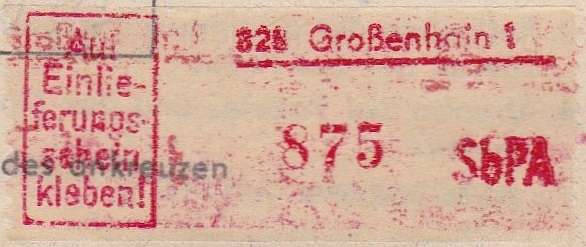 Auf
Einlie-
ferungs-
schein
kleben!
828 Großenhain 1
875
SbPA
des ankreuzen